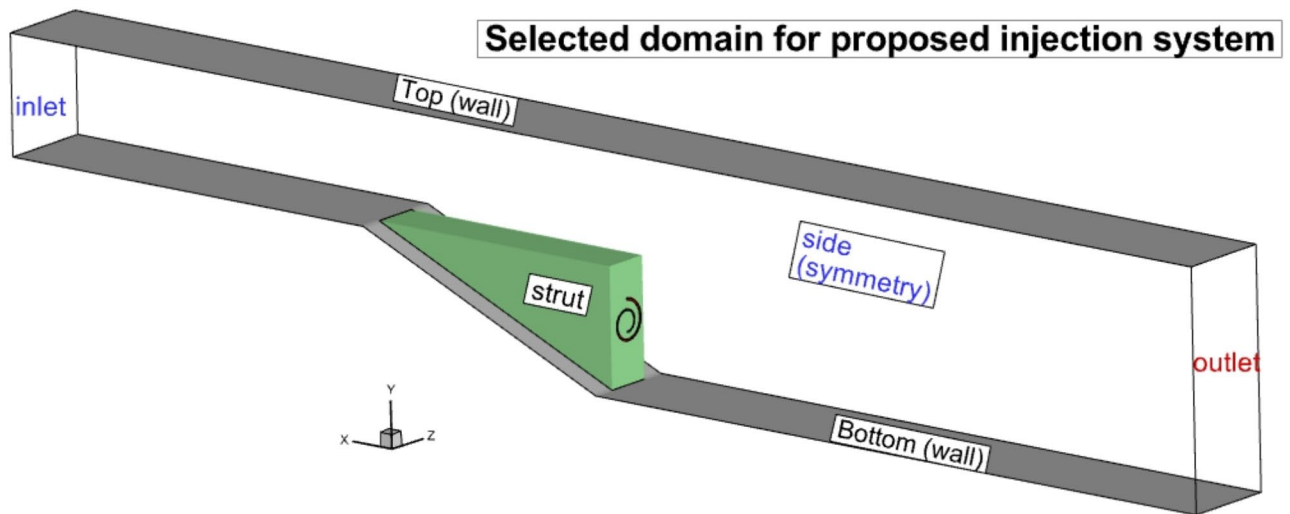 Selected domain for proposed injection system
Top (wall)
inlet
side
(symmetry)
strut
outlet
Bottom (wall)
Y
X
Z